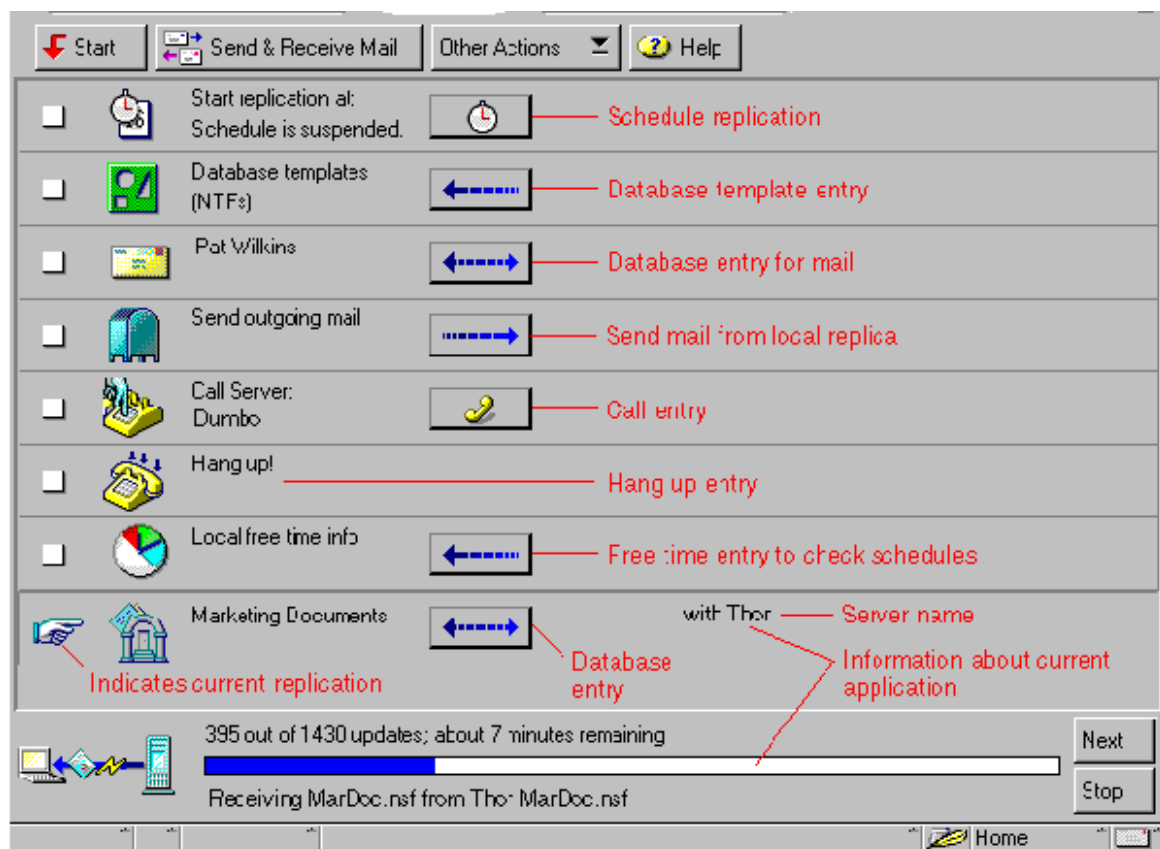 Start
Send & Receive Mail
Other Actions
Help
Start replication at:
Schedule is suspended.
Schedule replication
Database templates
(NTFs)
Database template entry
Pat Wilkins
Database entry for mail
Send outgoing mail
Send mail from local replica
Call Server:
Dumbo
Call entry
Hang up!
Hang up entry
Local free time info
Free time entry to check schedules
Marketing Documents
with Thor
Server name
Indicates current replication
Database
entry
Information about current
application
395 out of 1430 updates; about 7 minutes remaining
Next
Receiving MarDoc.nsf from Thor MarDoc.nsf
Stop
Home